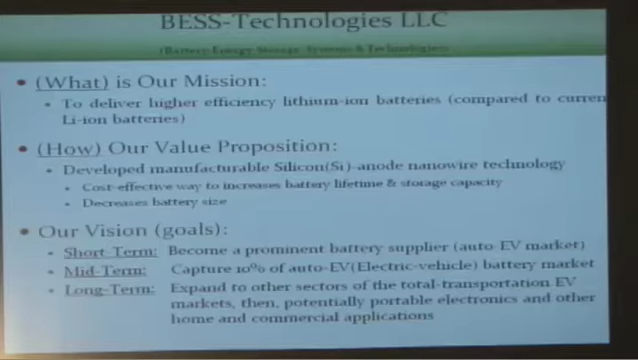 BESS-Technologies LLC
(Battery Energy Storage Systems & Technologies)
• (What) is Our Mission:
• To deliver higher efficiency lithium-ion batteries (compared to curren
Li-ion batteries)
• (How) Our Value Proposition:
• Developed manufacturable Silicon(Si)-anode nanowire technology
• Cost-effective way to increases battery lifetime & storage capacity
• Decreases battery size
• Our Vision (goals):
• Short-Term: Become a prominent battery supplier (auto-EV market)
• Mid-Term: Capture 10% of auto-EV(Electric-vehicle) battery market
• Long-Term: Expand to other sectors of the total-transportation EV
markets, then, potentially portable electronics and other
home and commercial applications